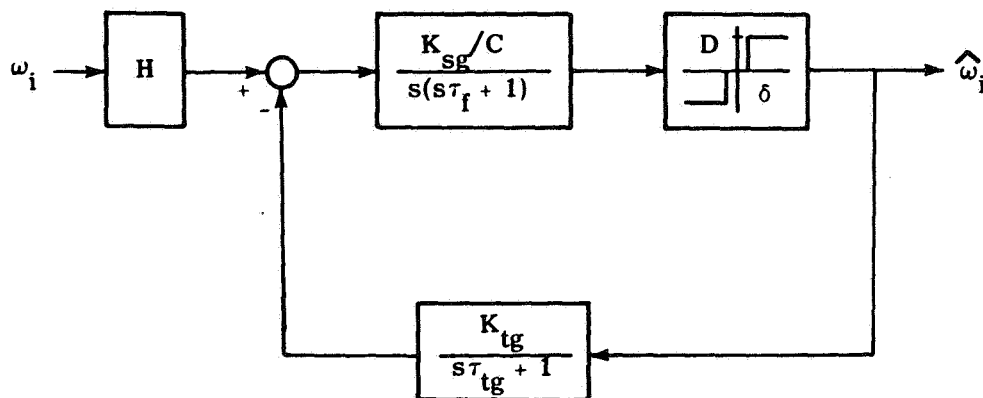 ω_i
H
+
-
K_sg/C
s(sτ_f + 1)
D
δ
ω̂_i
K_tg
sτ_tg + 1